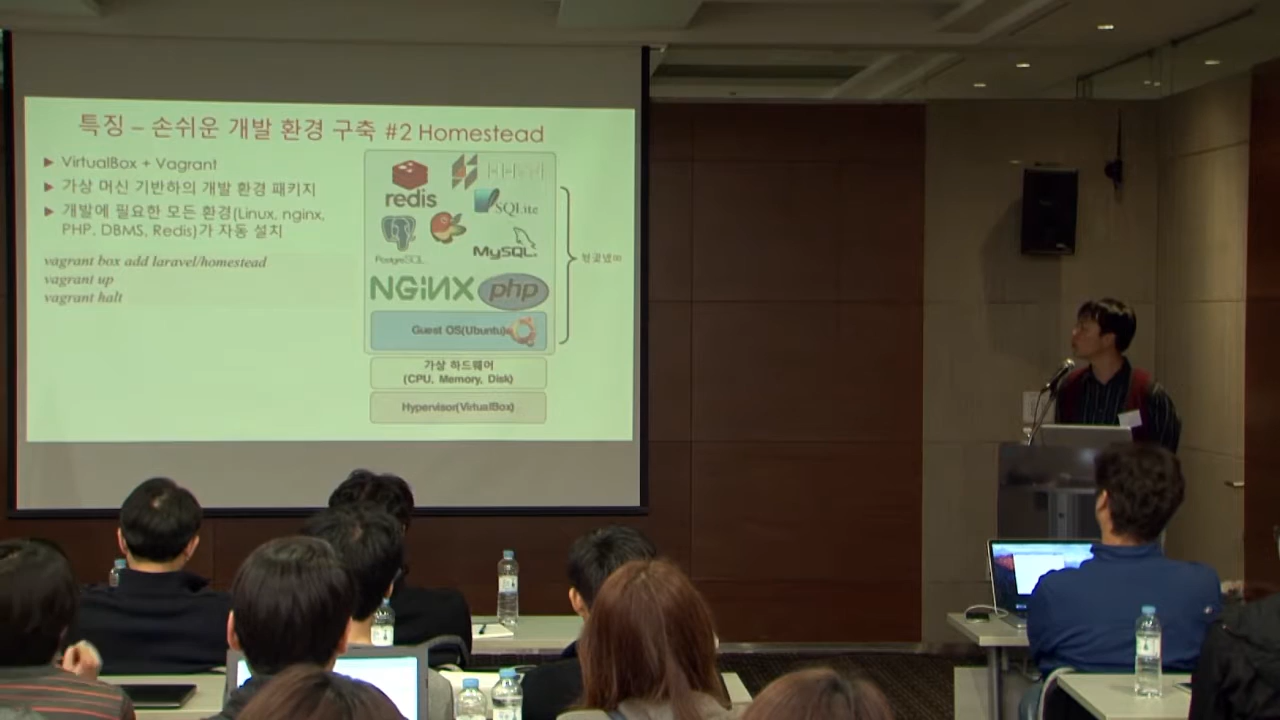 특징 – 손쉬운 개발 환경 구축 #2 Homestead
▶ VirtualBox + Vagrant
▶ 가상 머신 기반하의 개발 환경 패키지
▶ 개발에 필요한 모든 환경(Linux, nginx,
PHP, DBMS, Redis)가 자동 설치
vagrant box add laravel/homestead
vagrant up
vagrant halt
redis
SQLite
PostgreSQL
MySQL
NGINX
php
Guest OS(Ubuntu)
가상 하드웨어
(CPU, Memory, Disk)
Hypervisor(VirtualBox)